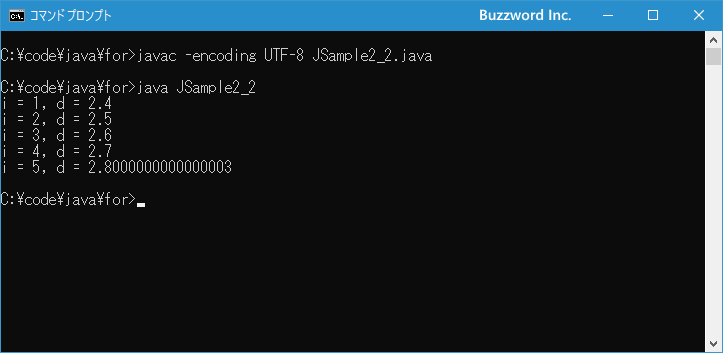 コマンドプロンプト
Buzzword Inc.
C:¥code¥java¥for>javac -encoding UTF-8 JSample2_2.java
C:¥code¥java¥for>java JSample2_2
i = 1, d = 2.4
i = 2, d = 2.5
i = 3, d = 2.6
i = 4, d = 2.7
i = 5, d = 2.8000000000000003
C:¥code¥java¥for>